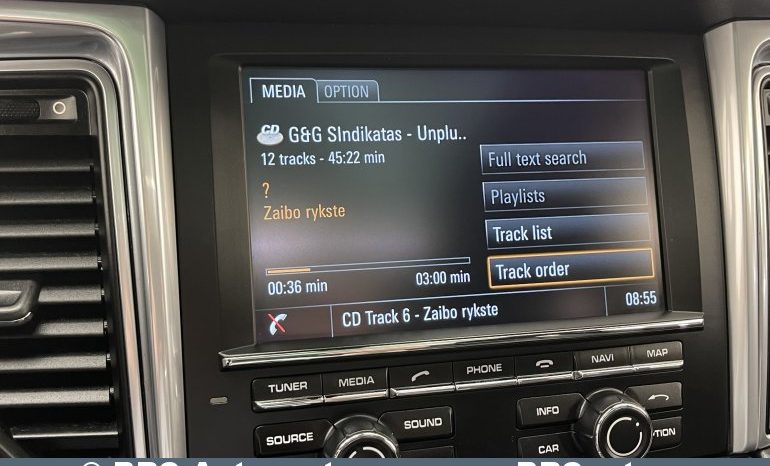 MEDIA OPTION
CD G&G SIndikatas - Unplu..
12 tracks - 45:22 min
?
Zaibo rykste
Full text search
Playlists
Track list
Track order
00:36 min 03:00 min
CD Track 6 - Zaibo rykste 08:55
TUNER MEDIA PHONE NAVI MAP
SOURCE SOUND INFO
CAR